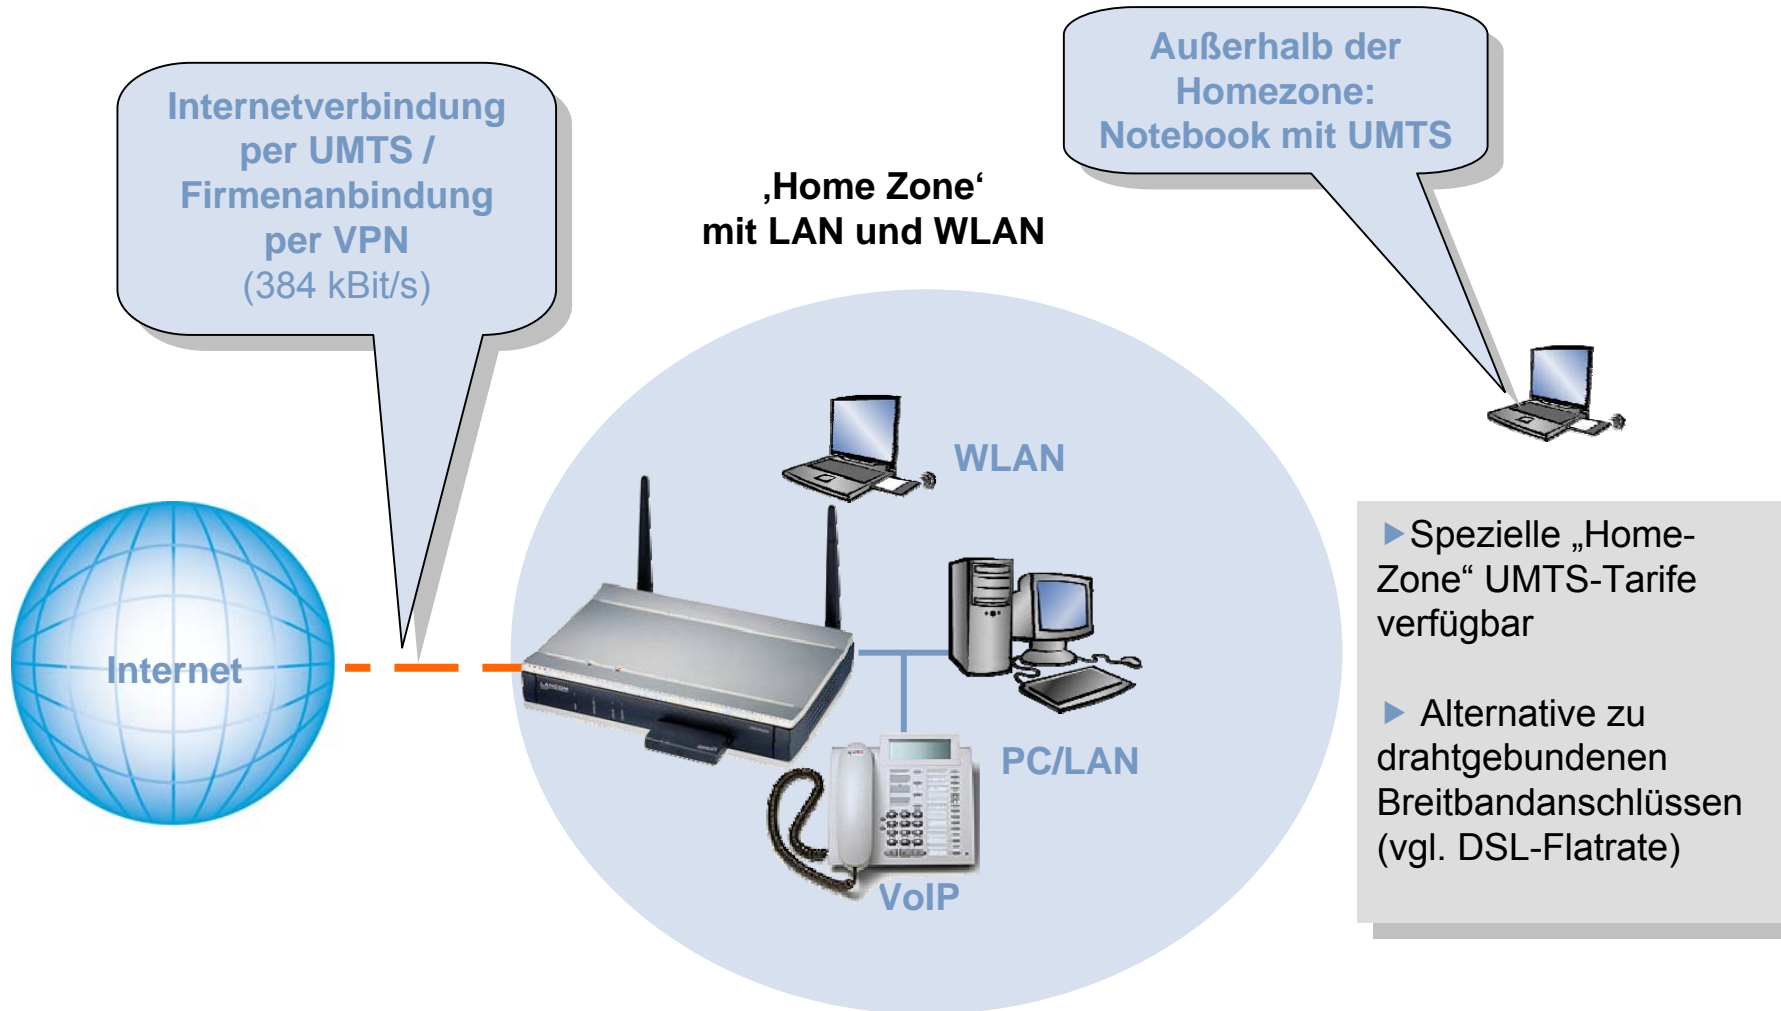 Internetverbindung
per UMTS /
Firmenanbindung
per VPN
(384 kBit/s)
Außerhalb der
Homezone:
Notebook mit UMTS
‚Home Zone‘
mit LAN und WLAN
WLAN
Internet
LANCOM
PC/LAN
VoIP
▶Spezielle „Home-
Zone“ UMTS-Tarife
verfügbar
▶ Alternative zu
drahtgebundenen
Breitbandanschlüssen
(vgl. DSL-Flatrate)